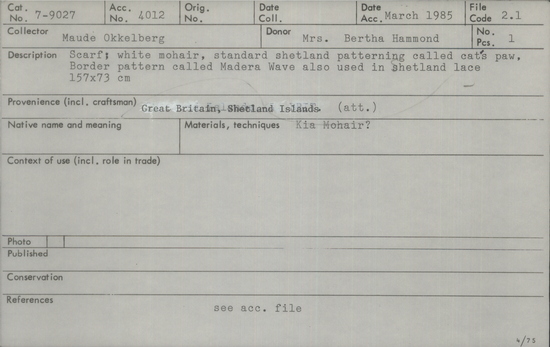 Cat. No. 7-9027 Acc. No. 4012 Orig. No. Date Coll. Date Acc. March 1985 File Code 2.1
Collector Maude Okkelberg Donor Mrs. Bertha Hammond No. Pcs. 1
Description Scarf; white mohair, standard shetland patterning called cat's paw,
Border pattern called Madera Wave also used in shetland lace
157x73 cm
Provenience (incl. craftsman) Great Britain, Shetland Islands. (att.)
Native name and meaning Materials, techniques Kia Mohair?
Context of use (incl. role in trade)
Photo
Published
Conservation
References see acc. file
4/75